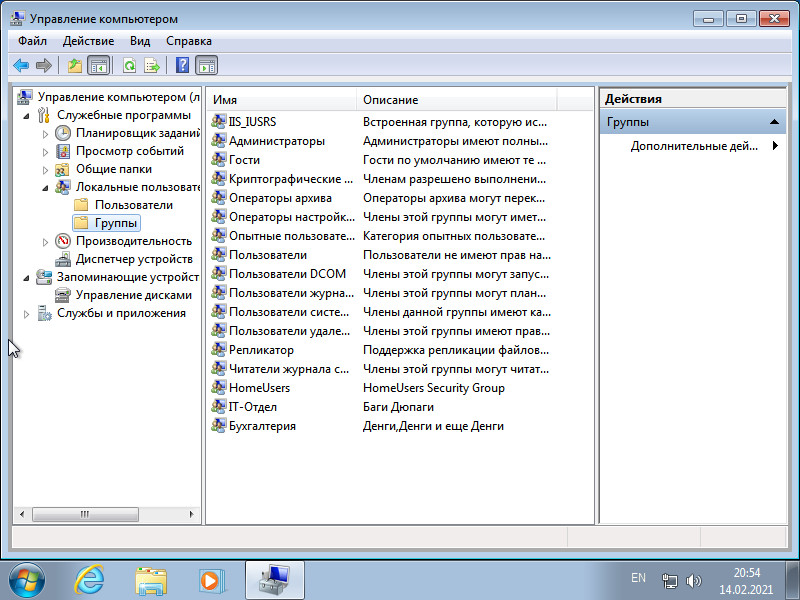 Управление компьютером
Файл Действие Вид Справка
Управление компьютером (л
Служебные программы
Планировщик заданий
Просмотр событий
Общие папки
Локальные пользовате
Пользователи
Группы
Производительность
Диспетчер устройств
Запоминающие устройст
Управление дисками
Службы и приложения
Имя Описание
IIS_IUSRS Встроенная группа, которую ис...
Администраторы Администраторы имеют полны...
Гости Гости по умолчанию имеют те ...
Криптографические ... Членам разрешено выполнени...
Операторы архива Операторы архива могут перек...
Операторы настройк... Члены этой группы могут имет...
Опытные пользовате... Категория опытных пользовате...
Пользователи Пользователи не имеют прав на...
Пользователи DCOM Члены этой группы могут запус...
Пользователи журна... Члены этой группы могут план...
Пользователи систе... Члены данной группы имеют ка...
Пользователи удале... Члены этой группы имеют прав...
Репликатор Поддержка репликации файлов...
Читатели журнала с... Члены этой группы могут читат...
HomeUsers HomeUsers Security Group
IT-Отдел Баги Дюпаги
Бухгалтерия Денги,Денги и еще Денги
Действия
Группы
Дополнительные дей...
EN
20:54
14.02.2021